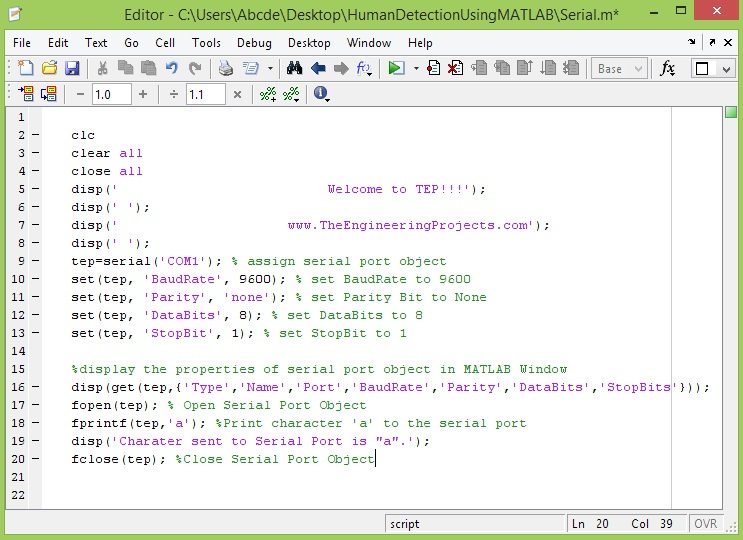 Editor - C:\Users\Abcde\Desktop\HumanDetectionUsingMATLAB\Serial.m*
File Edit Text Go Cell Tools Debug Desktop Window Help
Base fx
1.0 1.1
1
2 clc
3 clear all
4 close all
5 disp(' Welcome to TEP!!!');
6 disp(' ');
7 disp(' www.TheEngineeringProjects.com');
8 disp(' ');
9 tep=serial('COM1'); % assign serial port object
10 set(tep, 'BaudRate', 9600); % set BaudRate to 9600
11 set(tep, 'Parity', 'none'); % set Parity Bit to None
12 set(tep, 'DataBits', 8); % set DataBits to 8
13 set(tep, 'StopBit', 1); % set StopBit to 1
14
15 %display the properties of serial port object in MATLAB Window
16 disp(get(tep,{'Type','Name','Port','BaudRate','Parity','DataBits','StopBits'}));
17 fopen(tep); % Open Serial Port Object
18 fprintf(tep,'a'); %Print character 'a' to the serial port
19 disp('Charater sent to Serial Port is "a".');
20 fclose(tep); %Close Serial Port Object
21
22
script Ln 20 Col 39 OVR